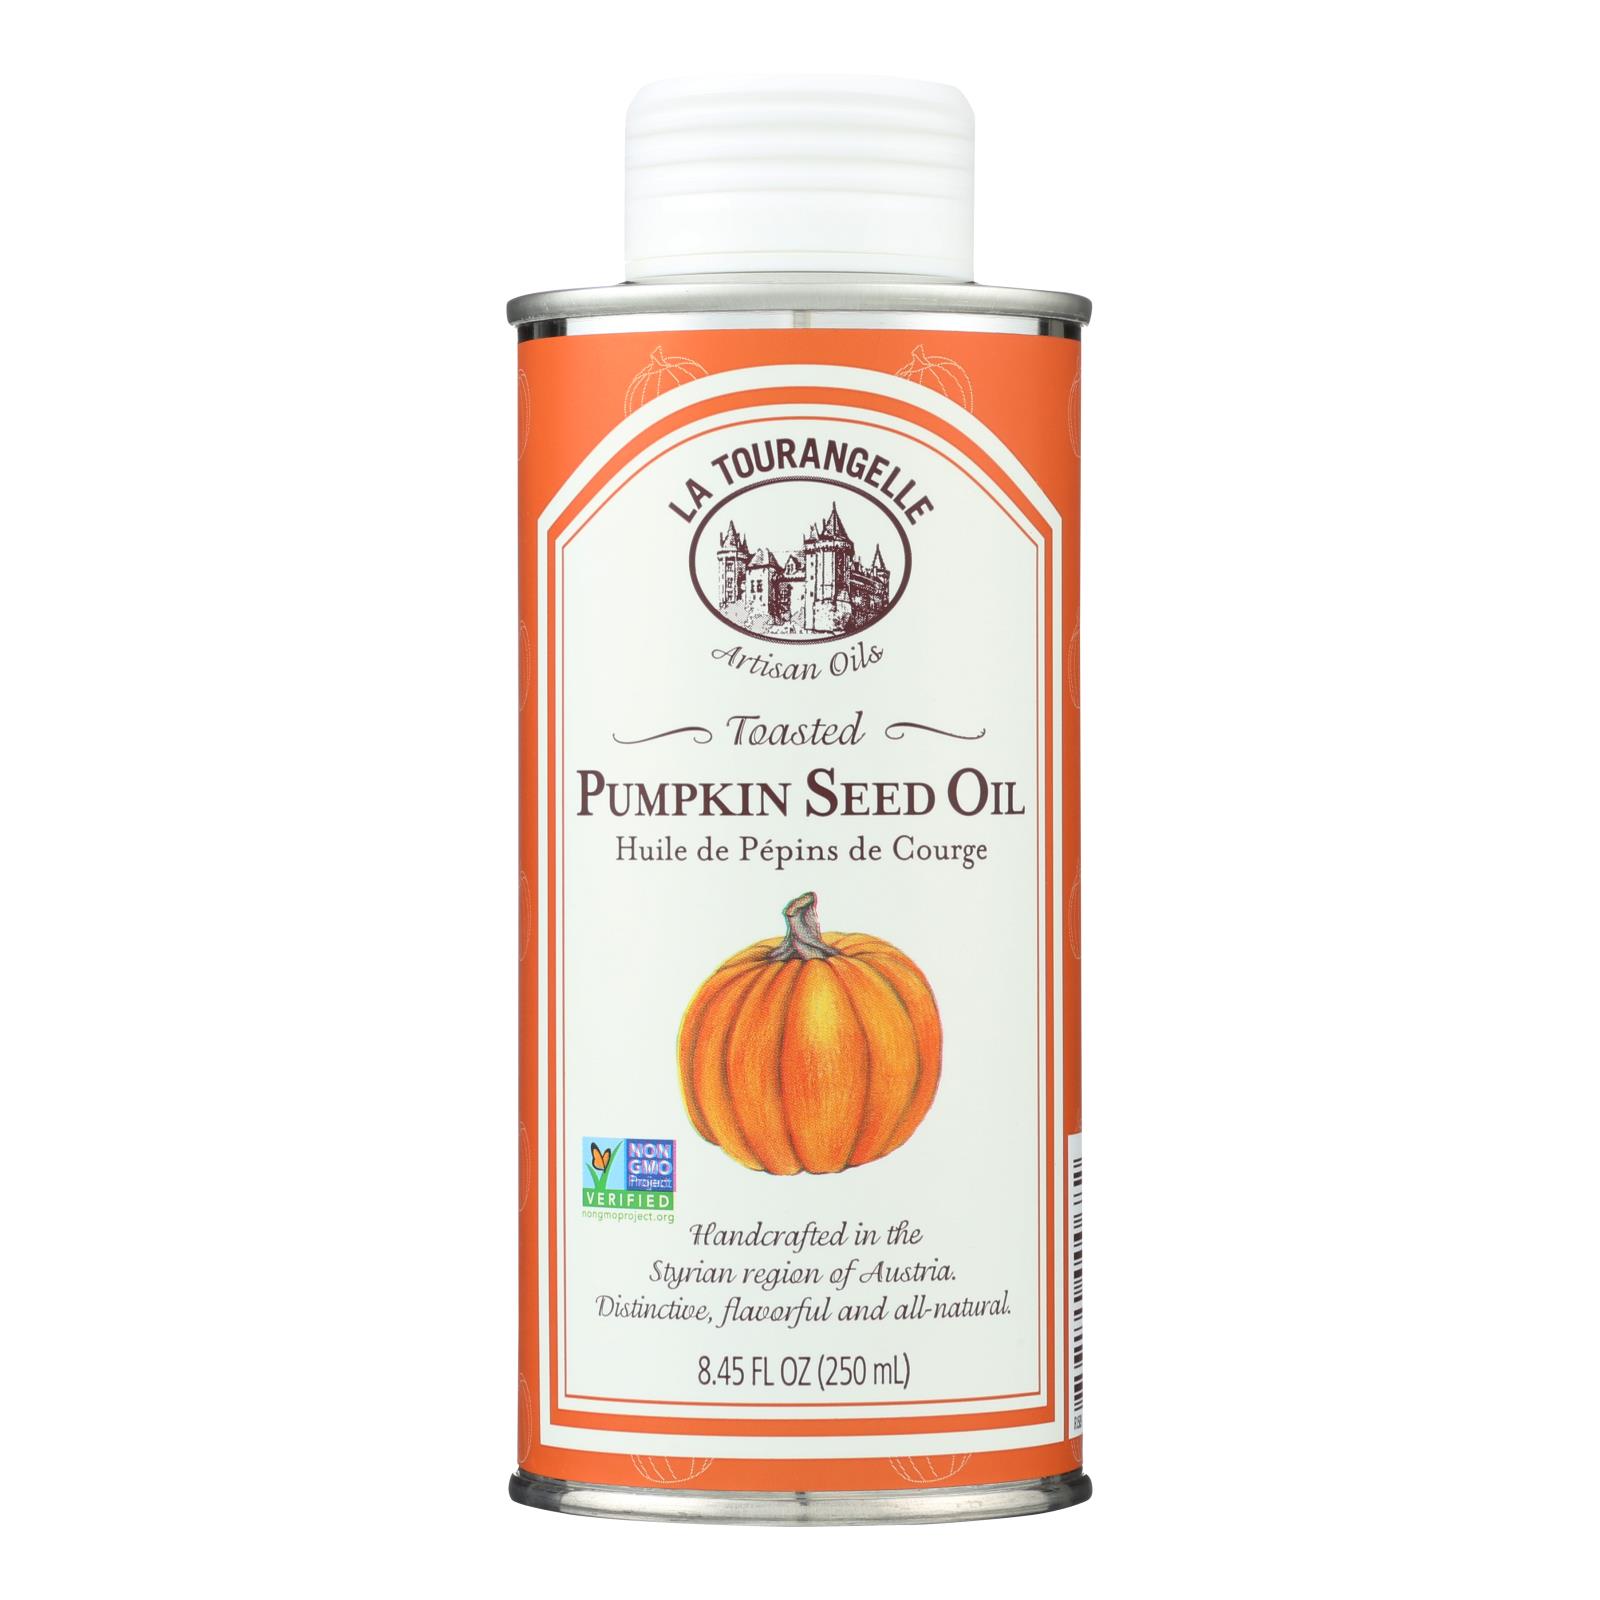 LA TOURANGELLE
Artisan Oils
Toasted
PUMPKIN SEED OIL
Huile de Pépins de Courge
NON
GMO
Project
VERIFIED
nongmoproject.org
Handcrafted in the
Styrian region of Austria.
Distinctive, flavorful and all-natural.
8.45 FL OZ (250 mL)